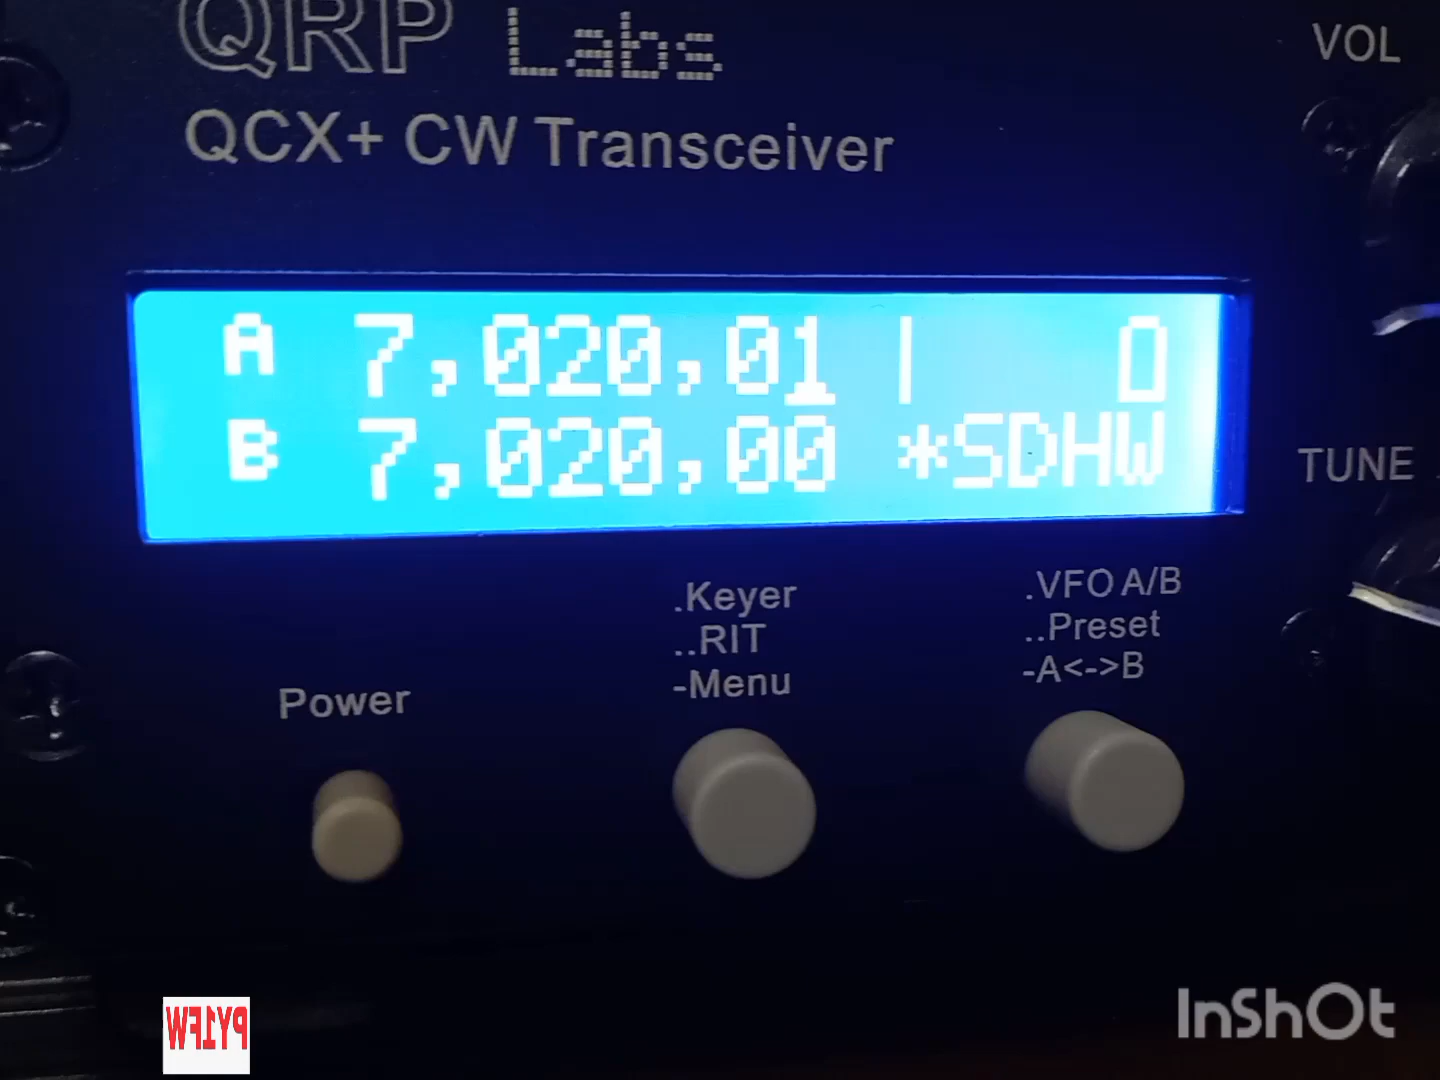 QRP Labs
VOL
QCX+ CW Transceiver
A 7,020,01 | 0
B 7,020,00 *SDHW
TUNE
.Keyer
..RIT
-Menu
.VFO A/B
..Preset
-A<->B
Power
PY1FW
InShOt